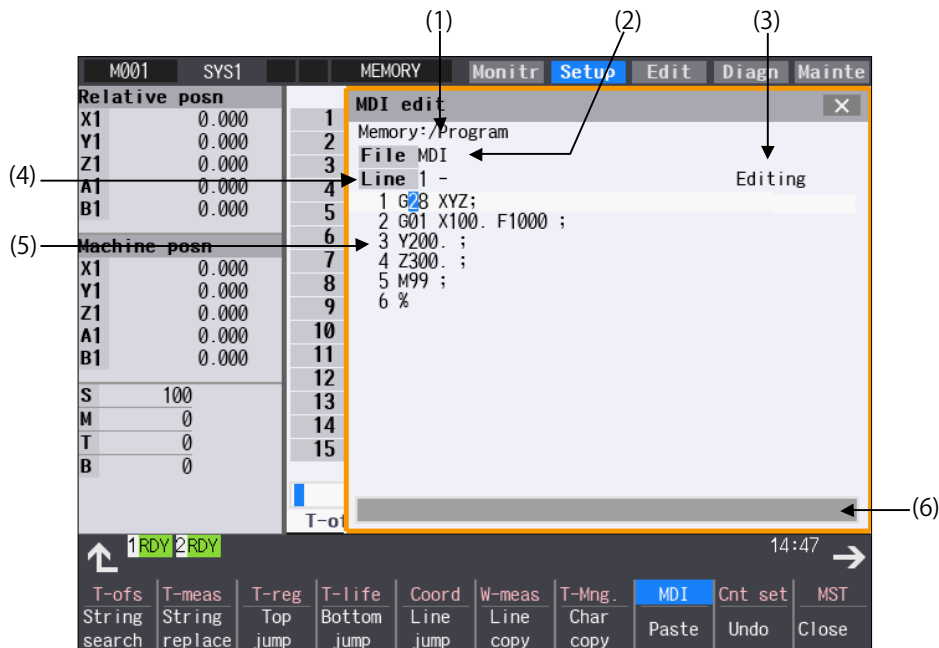 (1) (2) (3)
M001 SYS1 MEMORY Monitr Setup Edit Diagn Mainte
Relative posn
X1 0.000
Y1 0.000
Z1 0.000
A1 0.000
B1 0.000
Machine posn
X1 0.000
Y1 0.000
Z1 0.000
A1 0.000
B1 0.000
S 100
M 0
T 0
B 0
1
2
3
4
5
6
7
8
9
10
11
12
13
14
15
T-of
MDI edit X
Memory:/Program
File MDI
Line 1 - Editing
1 G28 XYZ;
2 G01 X100. F1000 ;
3 Y200. ;
4 Z300. ;
5 M99 ;
6 %
(4)
(5)
(6)
1 RDY 2 RDY 14:47
T-ofs T-meas T-reg T-life Coord W-meas T-Mng. MDI Cnt set MST
String search String replace Top jump Bottom jump Line jump Line copy Char copy Paste Undo Close